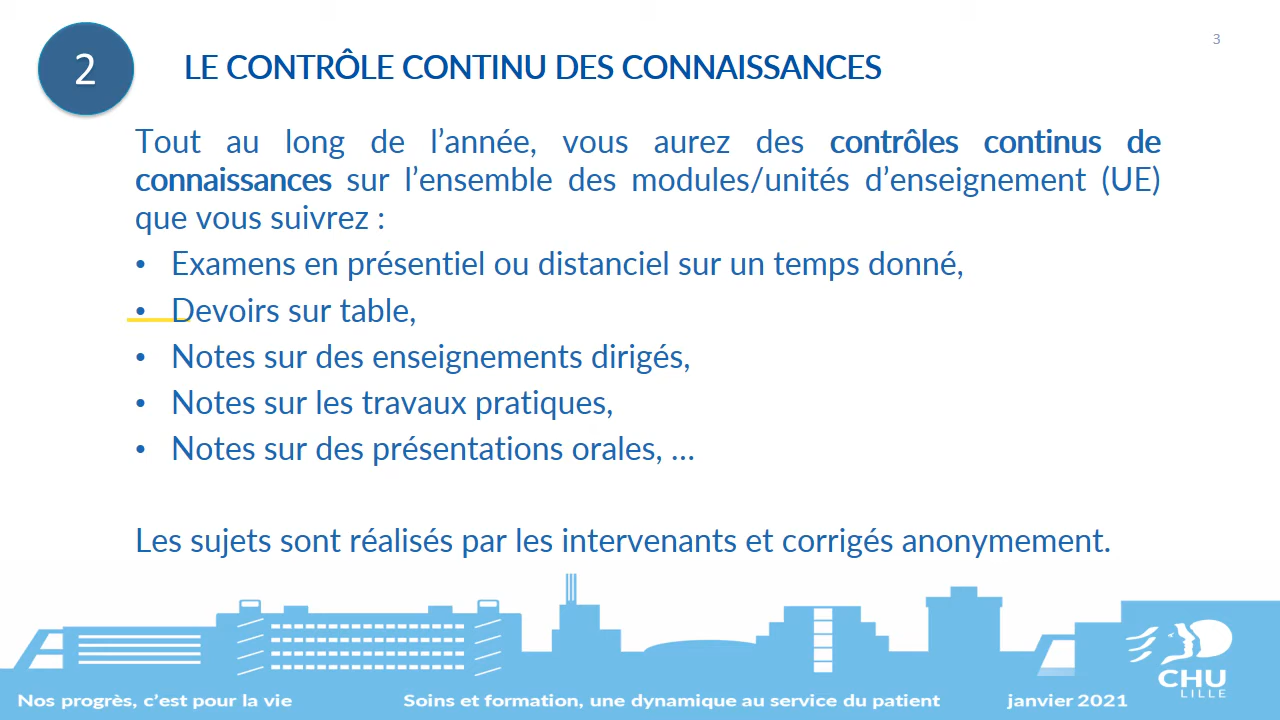 3
2
LE CONTRÔLE CONTINU DES CONNAISSANCES
Tout au long de l’année, vous aurez des contrôles continus de
connaissances sur l’ensemble des modules/unités d’enseignement (UE)
que vous suivrez :
• Examens en présentiel ou distanciel sur un temps donné,
• Devoirs sur table,
• Notes sur des enseignements dirigés,
• Notes sur les travaux pratiques,
• Notes sur des présentations orales, ...
Les sujets sont réalisés par les intervenants et corrigés anonymement.
CHU
LILLE
Nos progrès, c’est pour la vie
Soins et formation, une dynamique au service du patient
janvier 2021